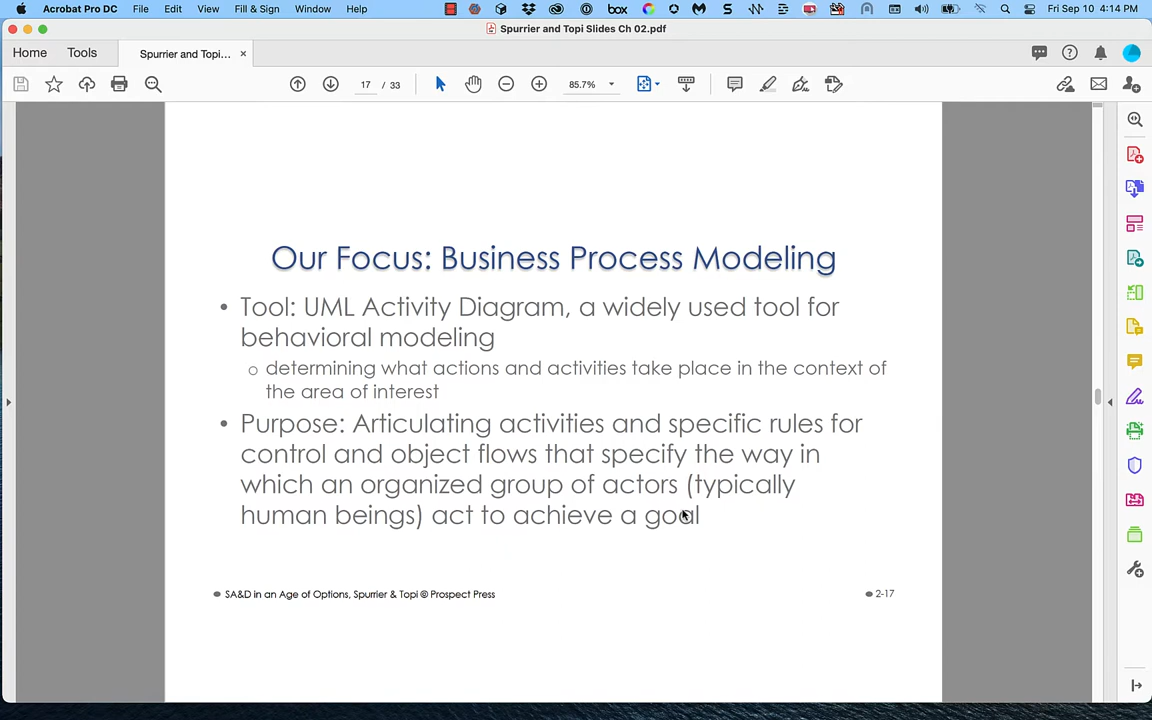 Acrobat Pro DC File Edit View Fill & Sign Window Help box Fri Sep 10 4:14 PM
Spurrier and Topi Slides Ch 02.pdf
Home Tools Spurrier and Topi... ×
17 / 33 85.7%
Our Focus: Business Process Modeling
• Tool: UML Activity Diagram, a widely used tool for
behavioral modeling
o determining what actions and activities take place in the context of
the area of interest
• Purpose: Articulating activities and specific rules for
control and object flows that specify the way in
which an organized group of actors (typically
human beings) act to achieve a goal
SA&D in an Age of Options, Spurrier & Topi © Prospect Press 2-17